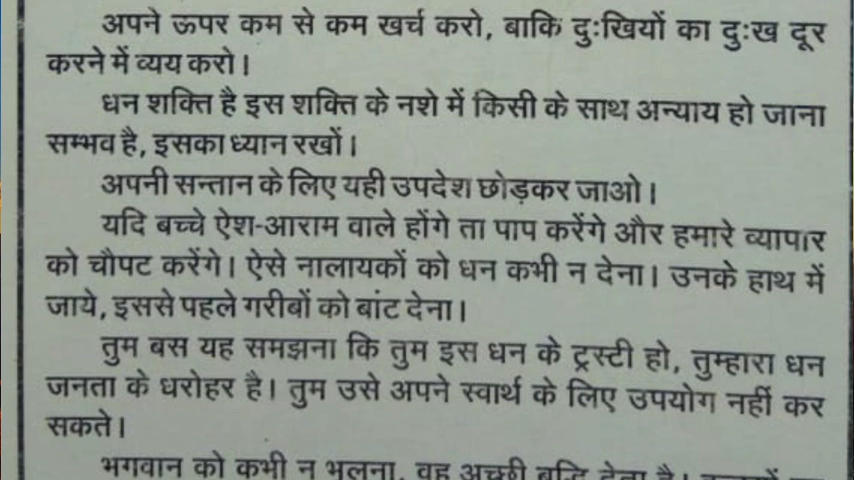 अपने ऊपर कम से कम खर्च करो, बाकि दुःखियों का दुःख दूर
करने में व्यय करो।
धन शक्ति है इस शक्ति के नशे में किसी के साथ अन्याय हो जाना
सम्भव है, इसका ध्यान रखों।
अपनी सन्तान के लिए यही उपदेश छोड़कर जाओ।
यदि बच्चे ऐश-आराम वाले होंगे ता पाप करेंगे और हमारे व्यापार
को चौपट करेंगे। ऐसे नालायकों को धन कभी न देना। उनके हाथ में
जाये, इससे पहले गरीबों को बांट देना।
तुम बस यह समझना कि तुम इस धन के ट्रस्टी हो, तुम्हारा धन
जनता के धरोहर है। तुम उसे अपने स्वार्थ के लिए उपयोग नहीं कर
सकते।
भगवान को कभी न भूलना, वह अच्छी बुद्धि देता है।